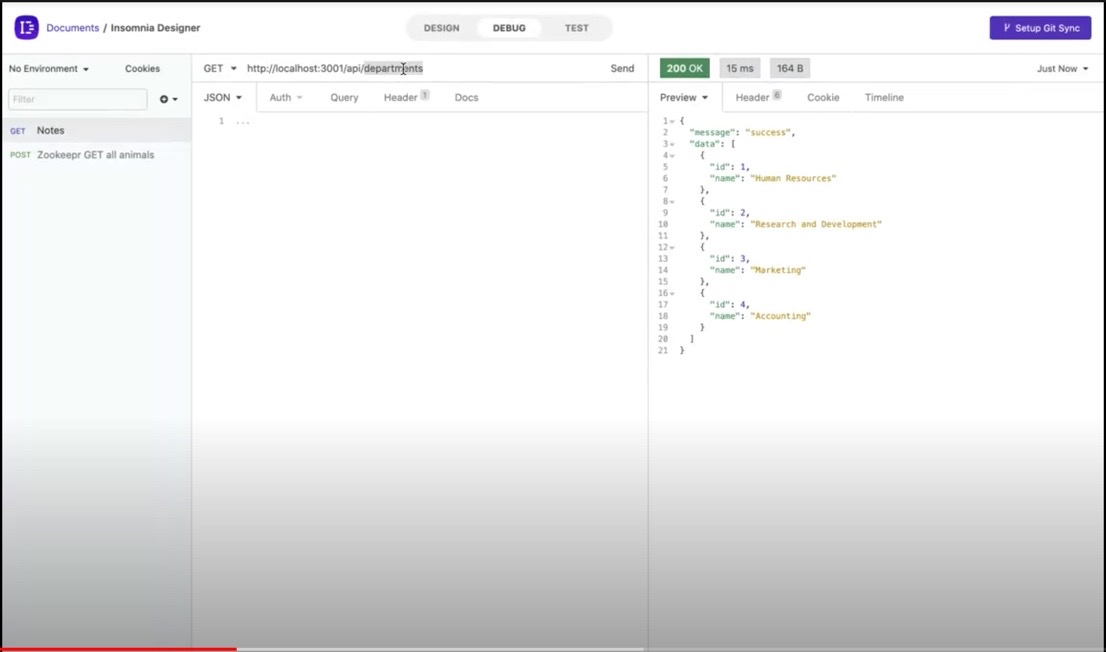 Documents / Insomnia Designer
DESIGN DEBUG TEST
Setup Git Sync
No Environment Cookies
GET http://localhost:3001/api/departments Send
200 OK 15 ms 164 B Just Now
Filter
JSON Auth Query Header 1 Docs
Preview Header 6 Cookie Timeline
GET Notes
POST Zookeepr GET all animals
1 ...
1 {
2 "message": "success",
3 "data": [
4 {
5 "id": 1,
6 "name": "Human Resources"
7 },
8 {
9 "id": 2,
10 "name": "Research and Development"
11 },
12 {
13 "id": 3,
14 "name": "Marketing"
15 },
16 {
17 "id": 4,
18 "name": "Accounting"
19 }
20 ]
21 }